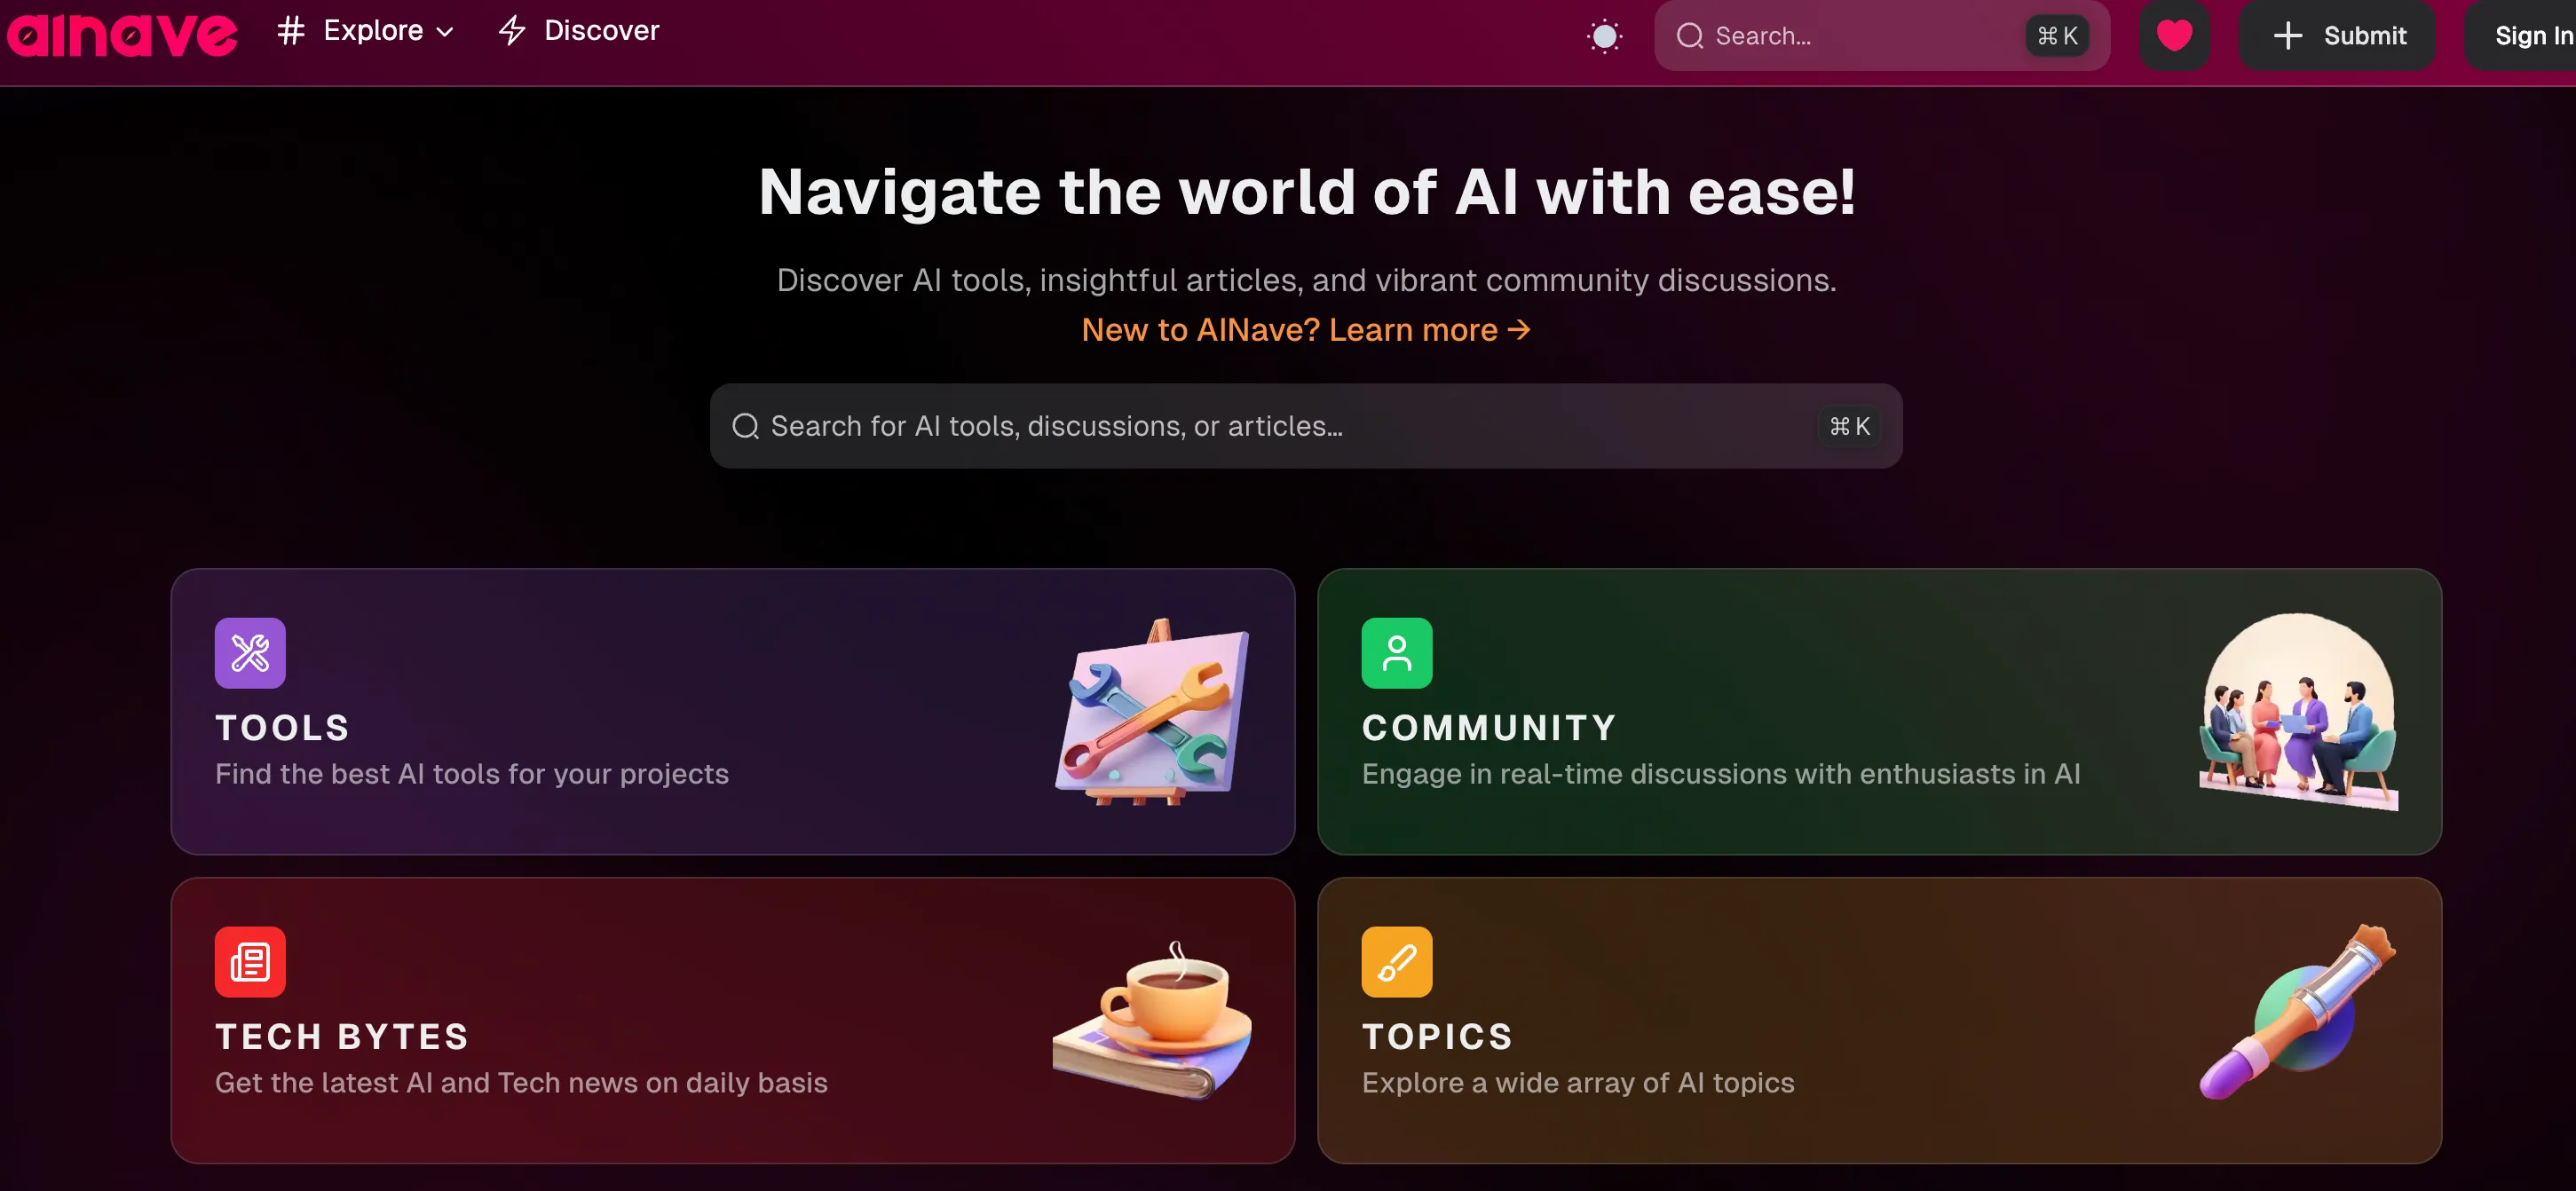 ainave
Explore
Discover
Search...
⌘ K
Submit
Sign In
Navigate the world of AI with ease!
Discover AI tools, insightful articles, and vibrant community discussions.
New to AINave? Learn more →
Search for AI tools, discussions, or articles...
⌘ K
TOOLS
Find the best AI tools for your projects
COMMUNITY
Engage in real-time discussions with enthusiasts in AI
TECH BYTES
Get the latest AI and Tech news on daily basis
TOPICS
Explore a wide array of AI topics